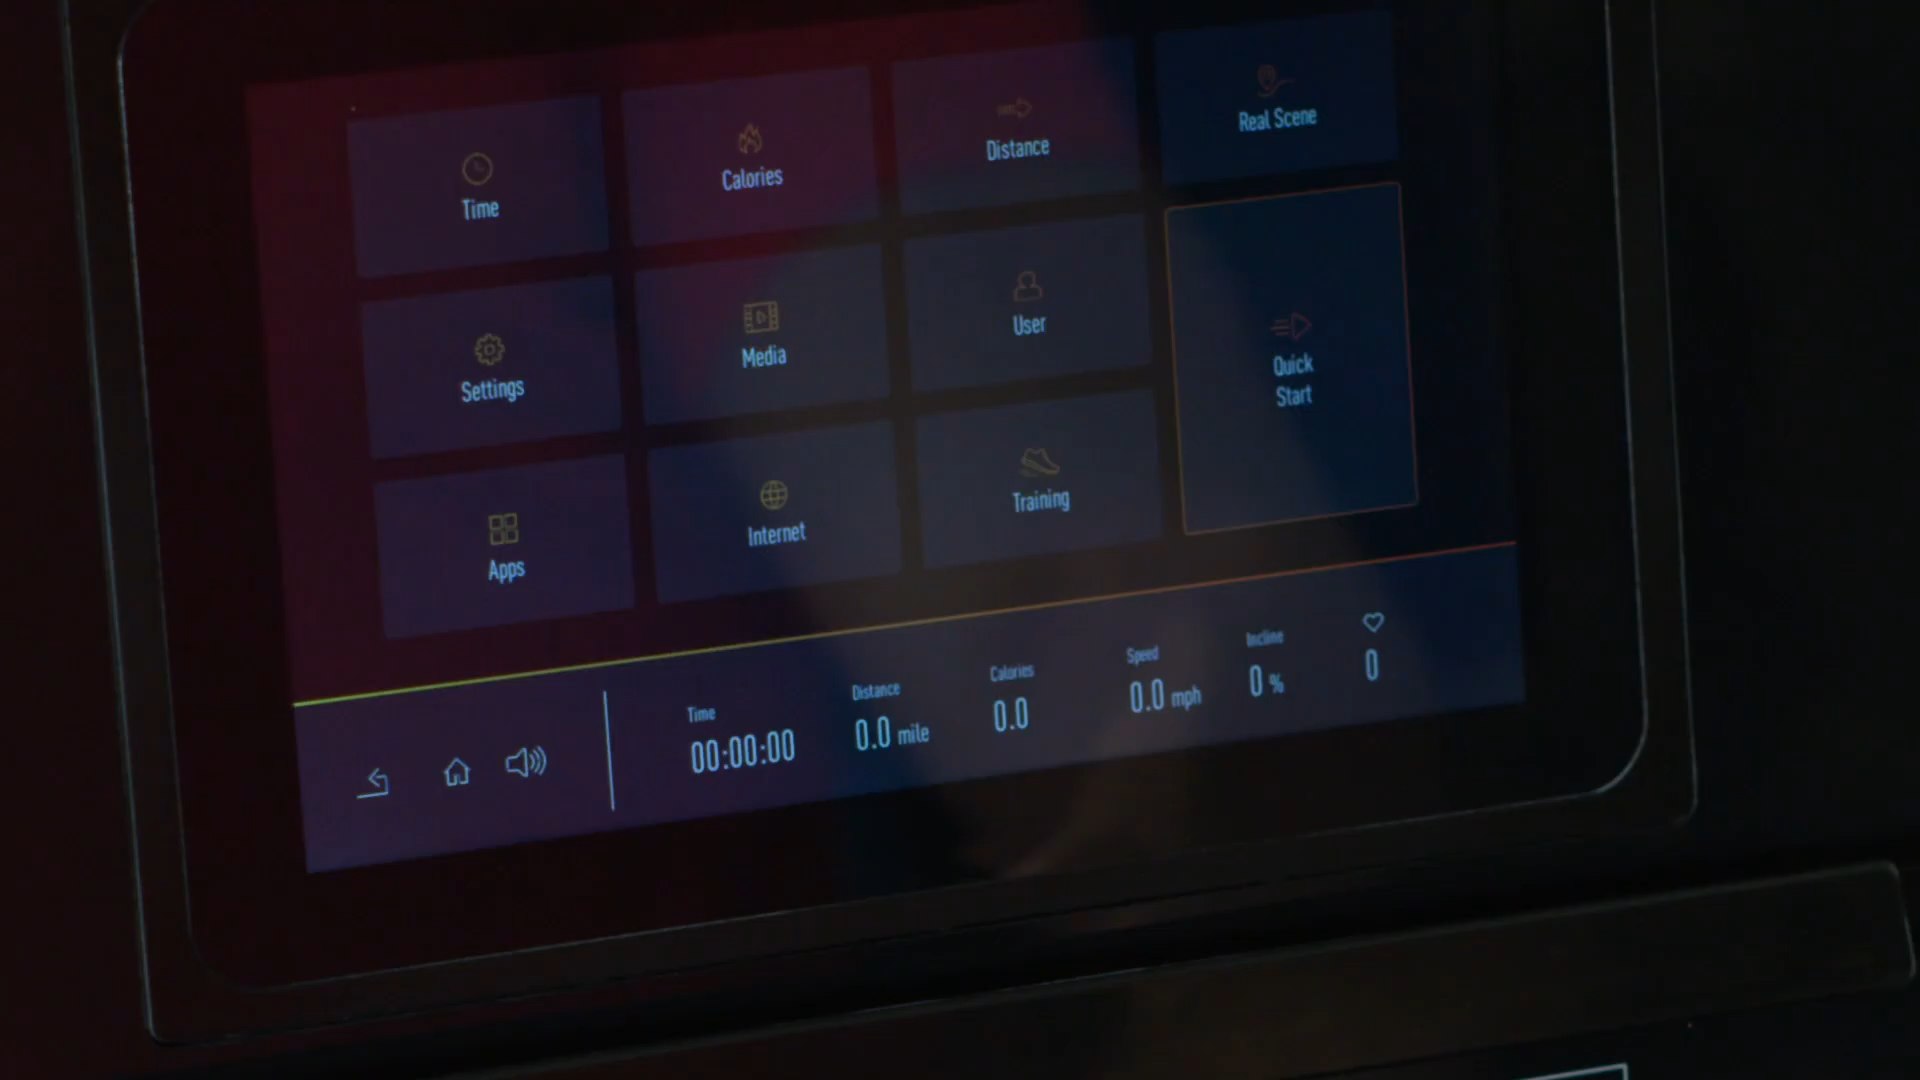 Time
Calories
Distance
Real Scene
Settings
Media
User
Quick
Start
Apps
Internet
Training
Time
00:00:00
Distance
0.0 mile
Calories
0.0
Speed
0.0 mph
Incline
0 %
0